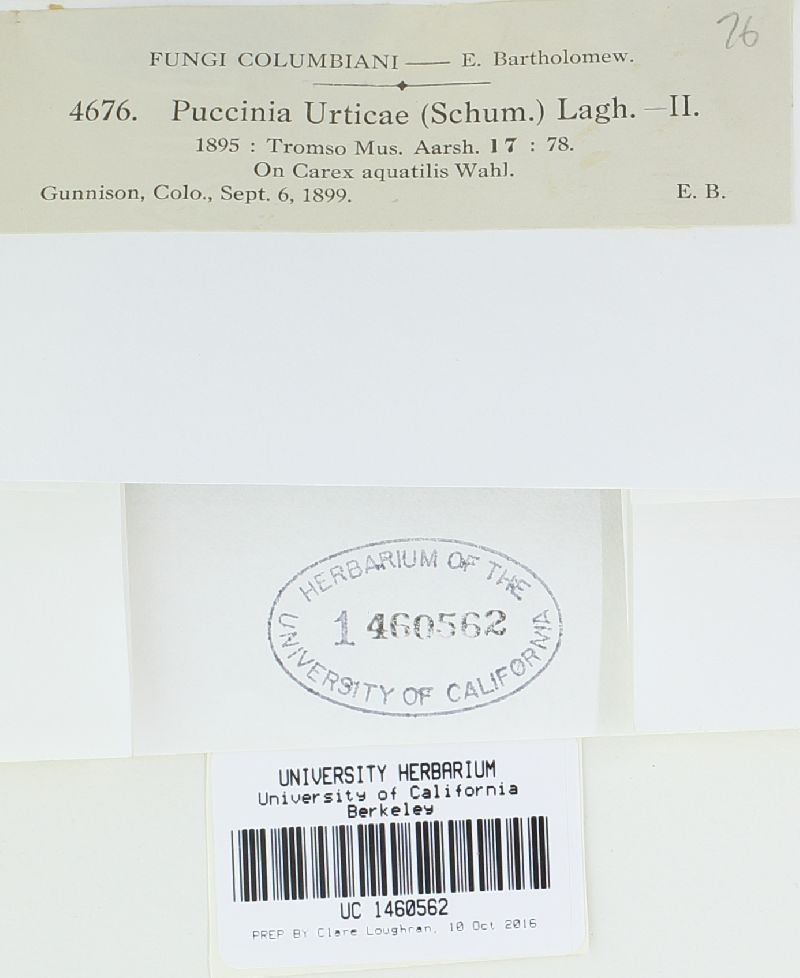 76
FUNGI COLUMBIANI — E. Bartholomew.
4676. Puccinia Urticae (Schum.) Lagh. —II.
1895 : Tromso Mus. Aarsh. 17 : 78.
On Carex aquatilis Wahl.
Gunnison, Colo., Sept. 6, 1899. E. B.
HERBARIUM OF THE
1460562
UNIVERSITY OF CALIFORNIA
UNIVERSITY HERBARIUM
University of California
Berkeley
UC 1460562
PREP BY Clare Loughran, 10 Oct 2016